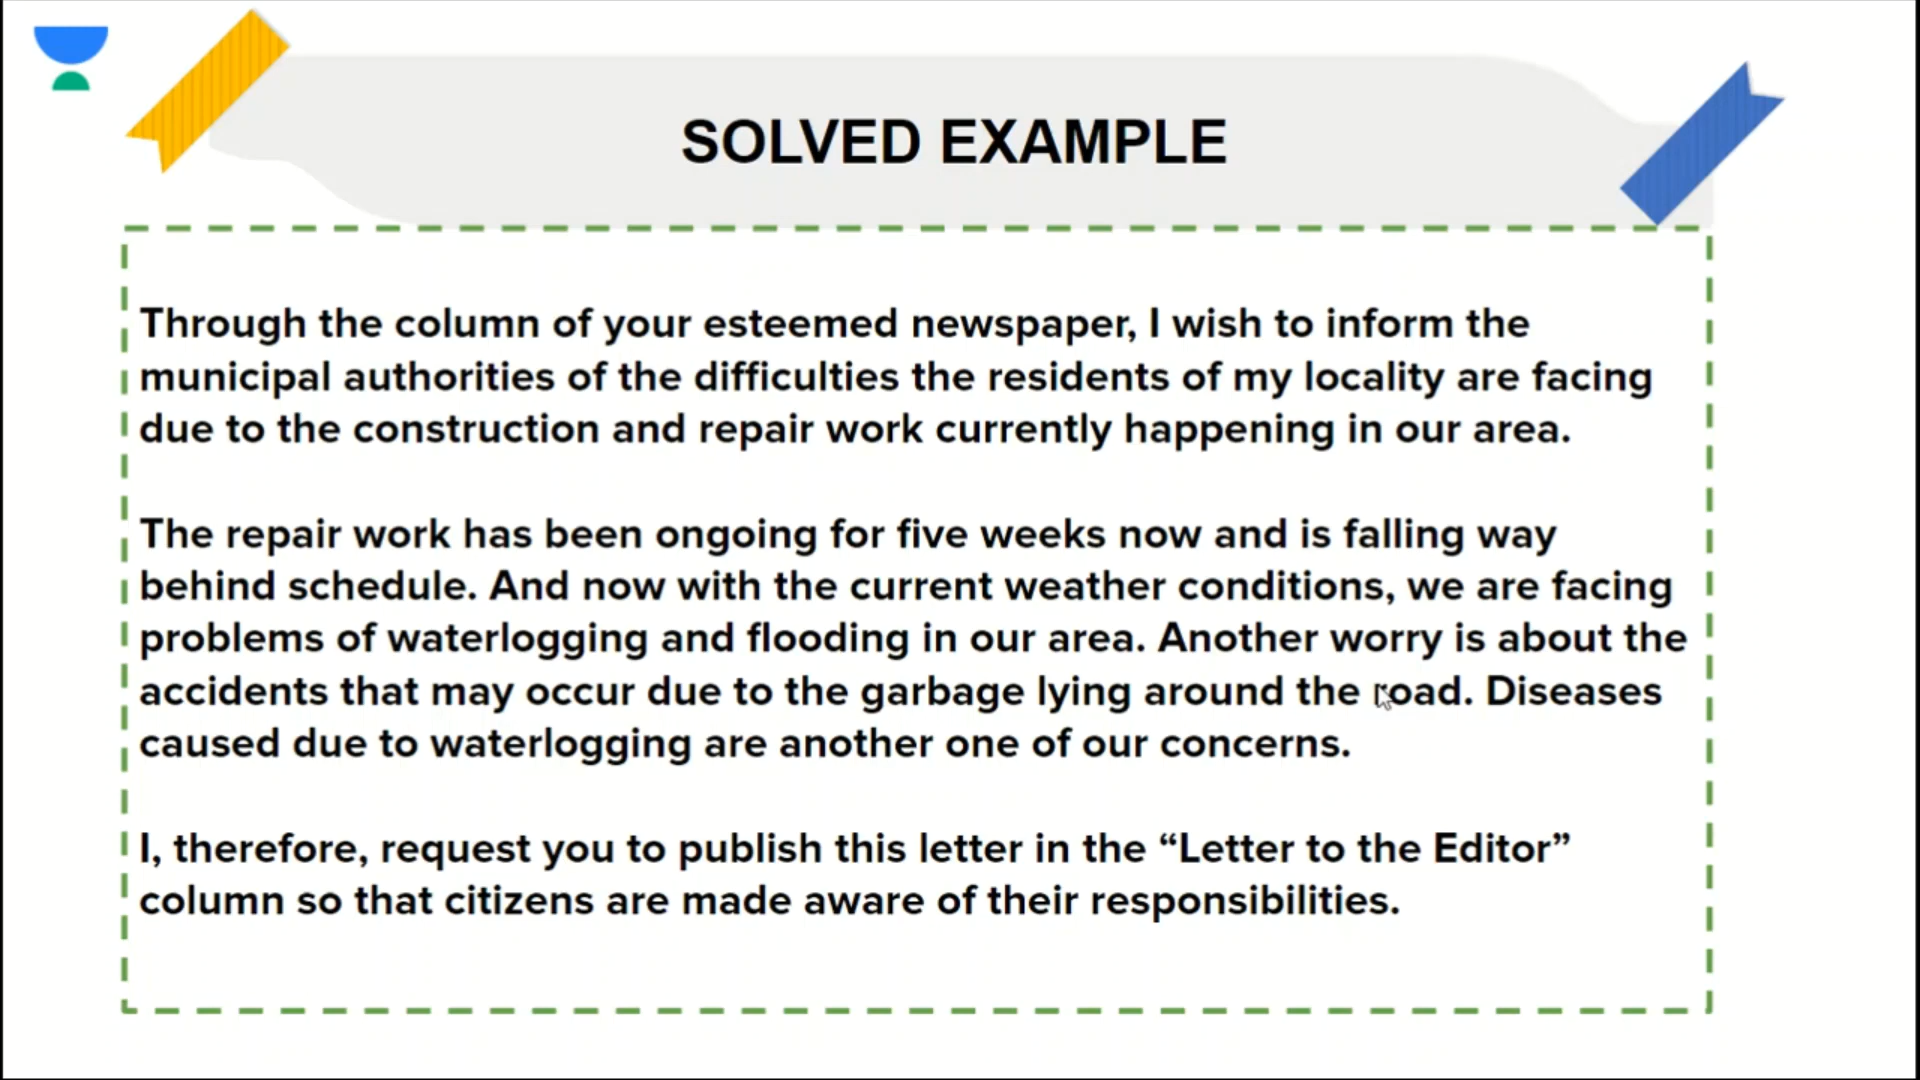 SOLVED EXAMPLE
Through the column of your esteemed newspaper, I wish to inform the
municipal authorities of the difficulties the residents of my locality are facing
due to the construction and repair work currently happening in our area.
The repair work has been ongoing for five weeks now and is falling way
behind schedule. And now with the current weather conditions, we are facing
problems of waterlogging and flooding in our area. Another worry is about the
accidents that may occur due to the garbage lying around the road. Diseases
caused due to waterlogging are another one of our concerns.
I, therefore, request you to publish this letter in the “Letter to the Editor”
column so that citizens are made aware of their responsibilities.